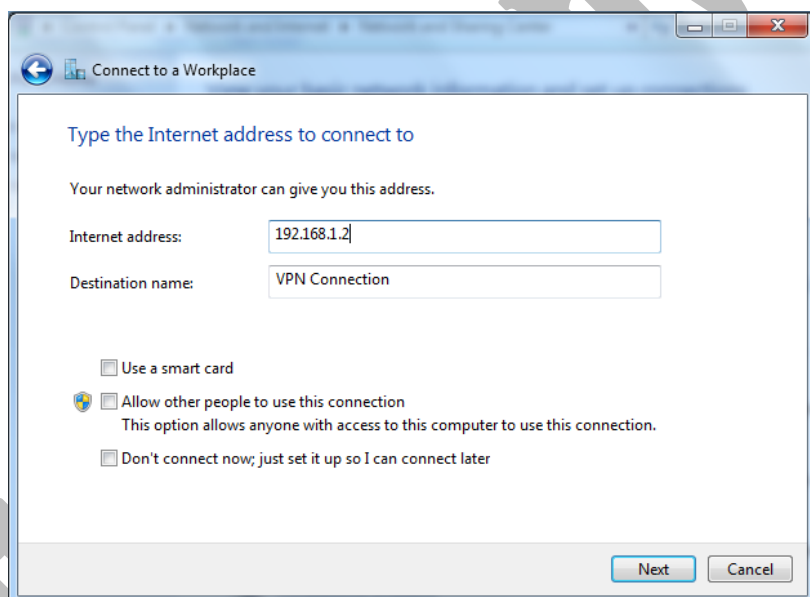 Connect to a Workplace
Type the Internet address to connect to
Your network administrator can give you this address.
Internet address: 192.168.1.2
Destination name: VPN Connection
Use a smart card
Allow other people to use this connection
This option allows anyone with access to this computer to use this connection.
Don't connect now; just set it up so I can connect later
Next Cancel